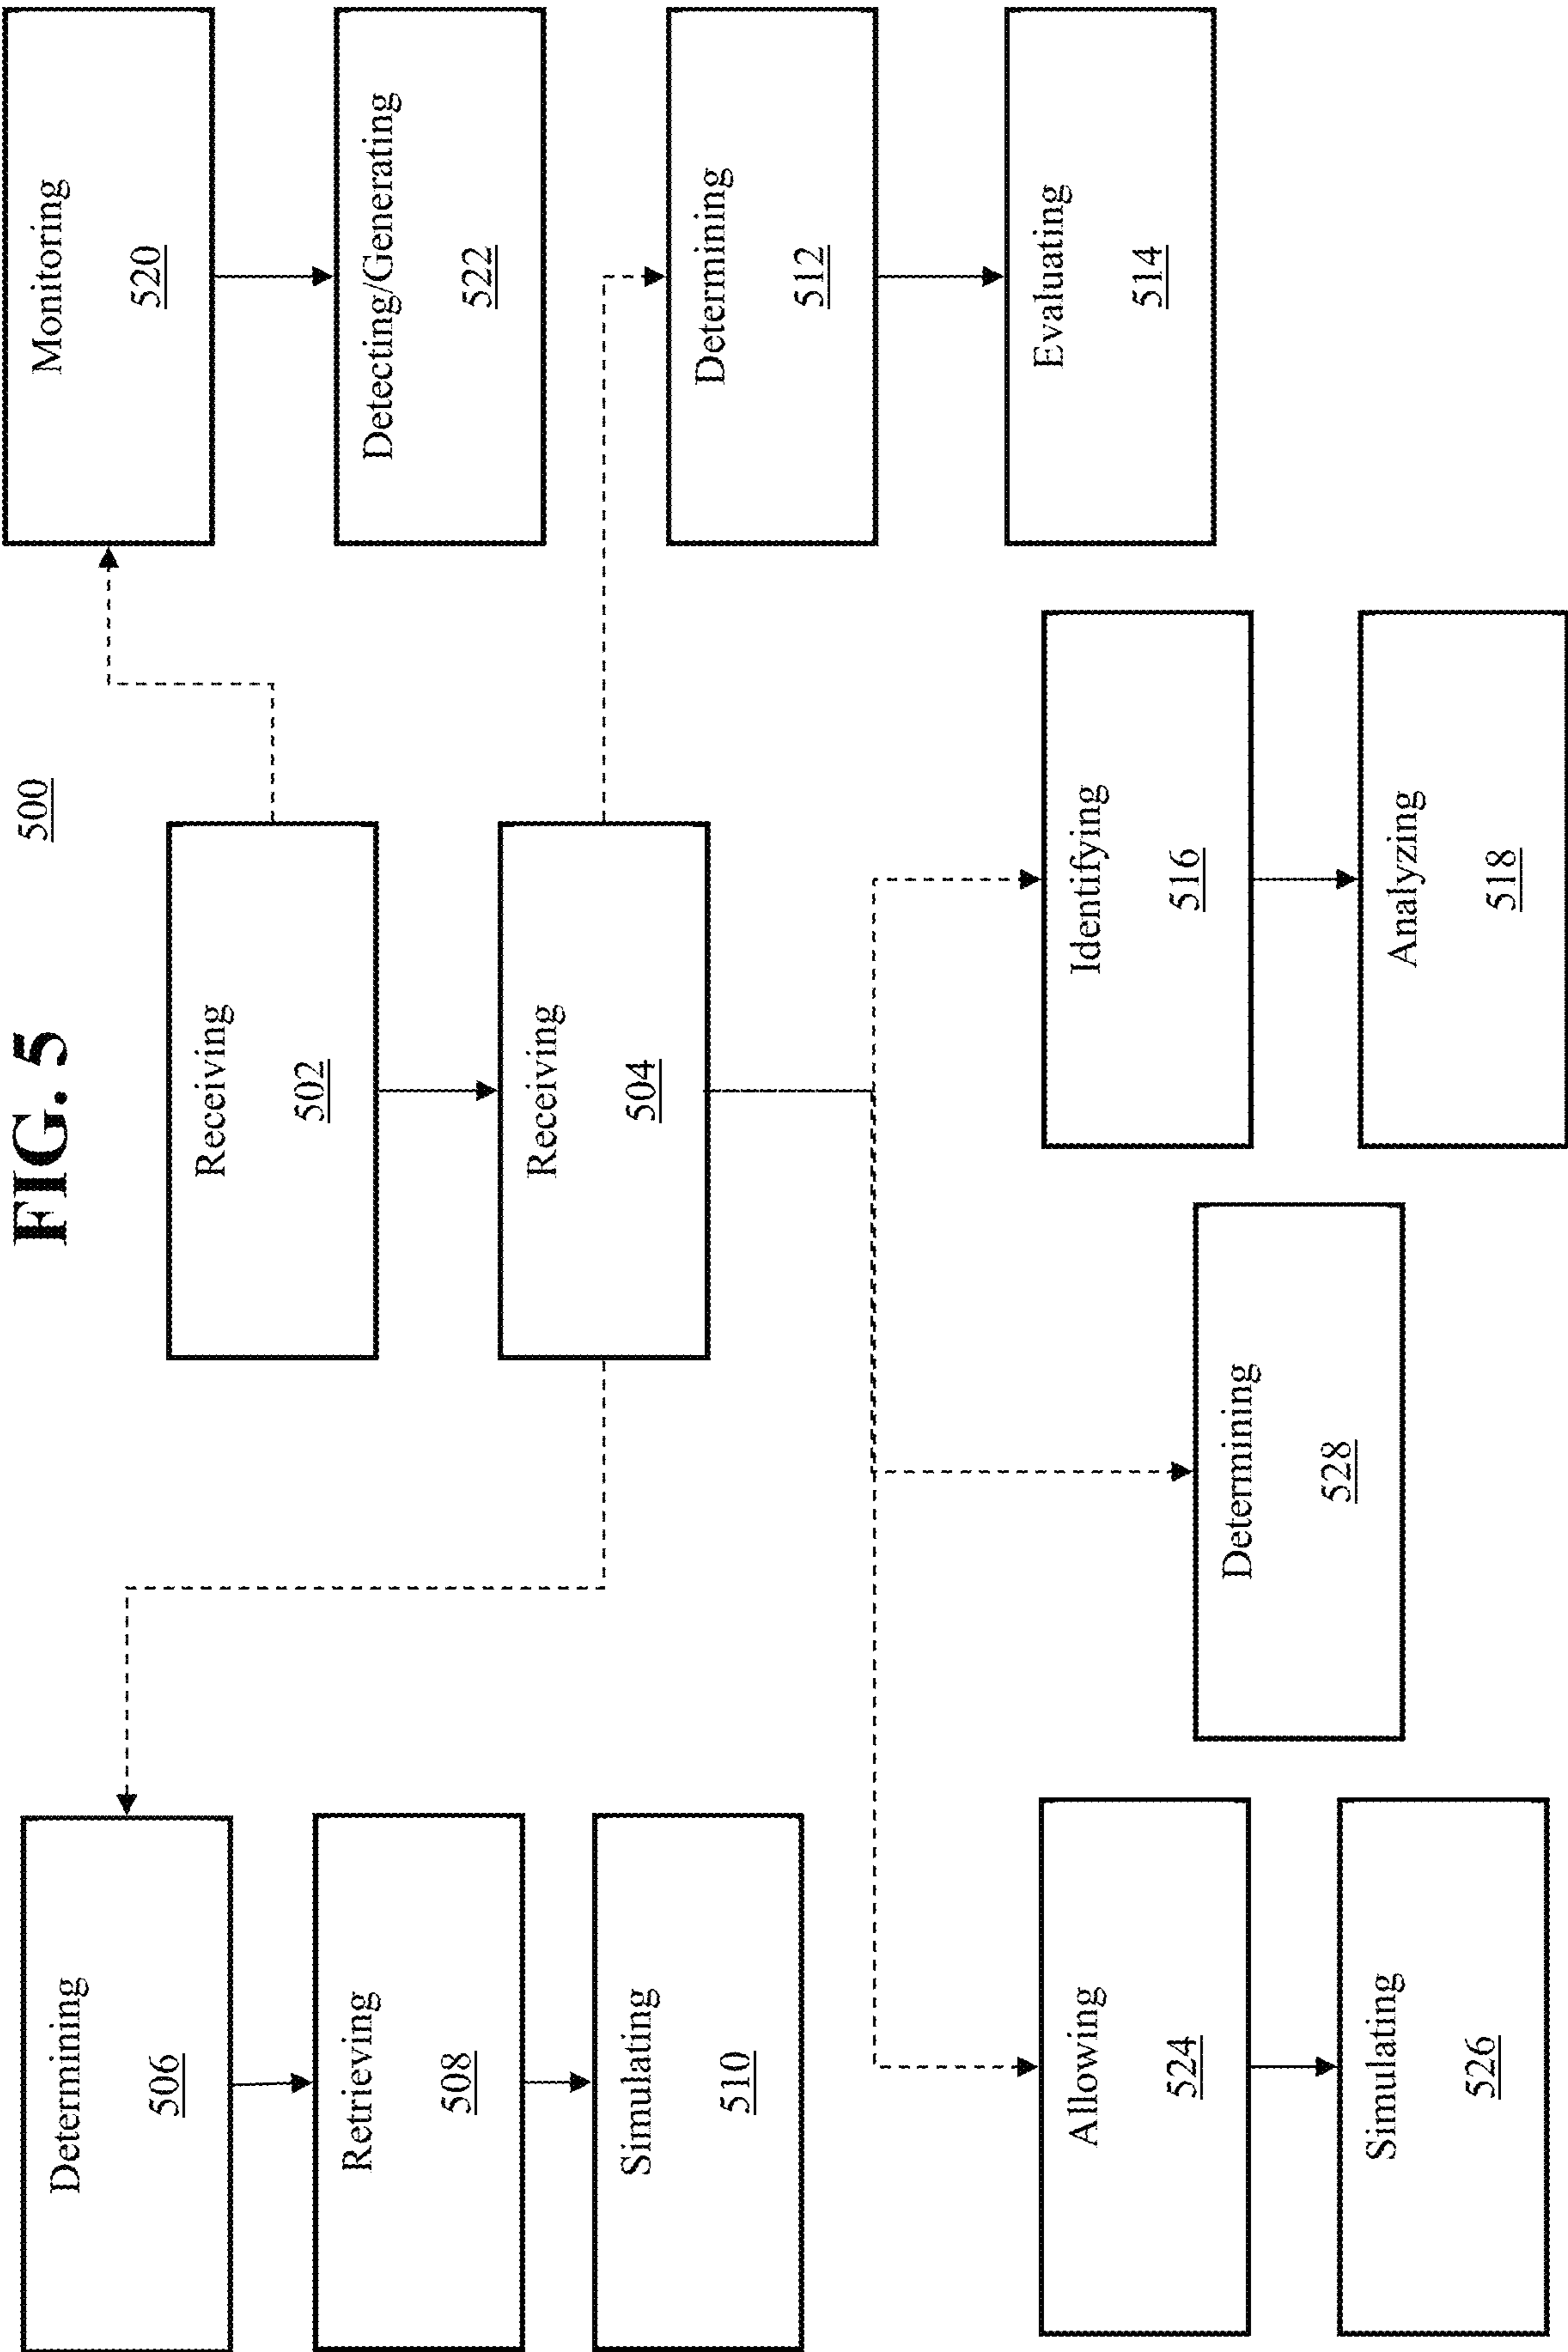 FIG. 5
500
Receiving
502
Receiving
504
Determining
506
Retrieving
508
Simulating
510
Monitoring
520
Detecting/Generating
522
Determining
512
Evaluating
514
Identifying
516
Analyzing
518
Determining
528
Allowing
524
Simulating
526